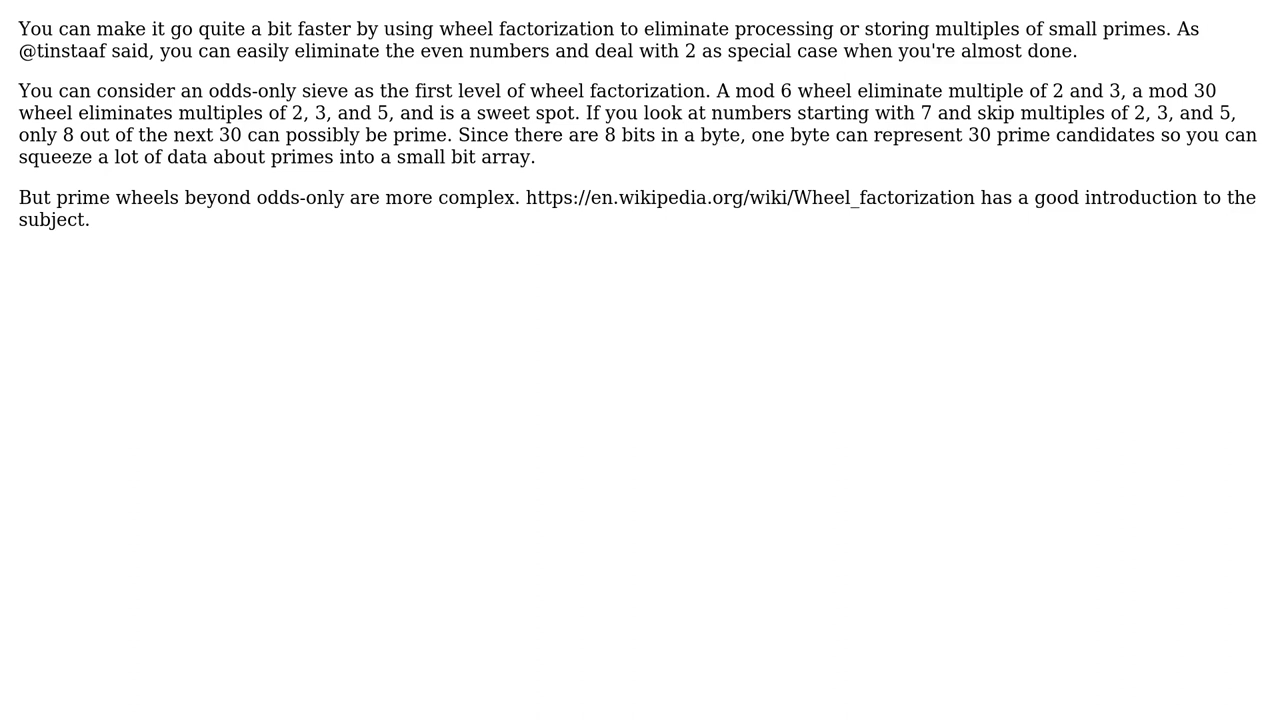 You can make it go quite a bit faster by using wheel factorization to eliminate processing or storing multiples of small primes. As
@tinstaaf said, you can easily eliminate the even numbers and deal with 2 as special case when you're almost done.
You can consider an odds-only sieve as the first level of wheel factorization. A mod 6 wheel eliminate multiple of 2 and 3, a mod 30
wheel eliminates multiples of 2, 3, and 5, and is a sweet spot. If you look at numbers starting with 7 and skip multiples of 2, 3, and 5,
only 8 out of the next 30 can possibly be prime. Since there are 8 bits in a byte, one byte can represent 30 prime candidates so you can
squeeze a lot of data about primes into a small bit array.
But prime wheels beyond odds-only are more complex. https://en.wikipedia.org/wiki/Wheel_factorization has a good introduction to the
subject.